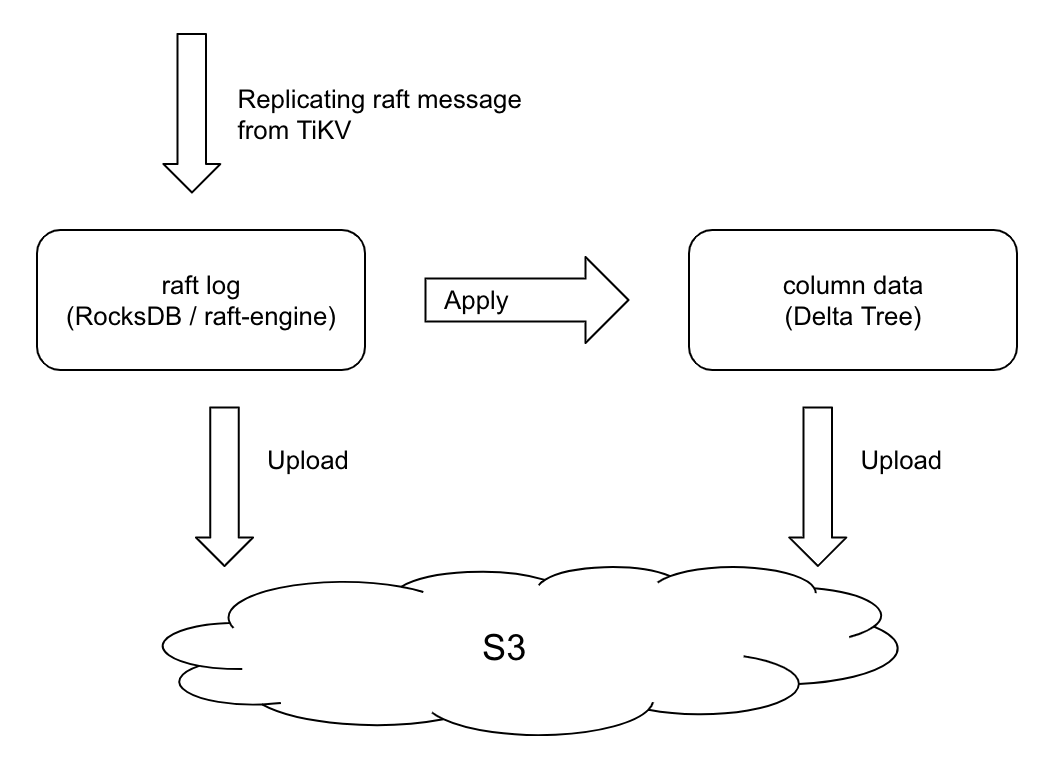 Replicating raft message
from TiKV
raft log
(RocksDB / raft-engine)
Apply
column data
(Delta Tree)
Upload
Upload
S3